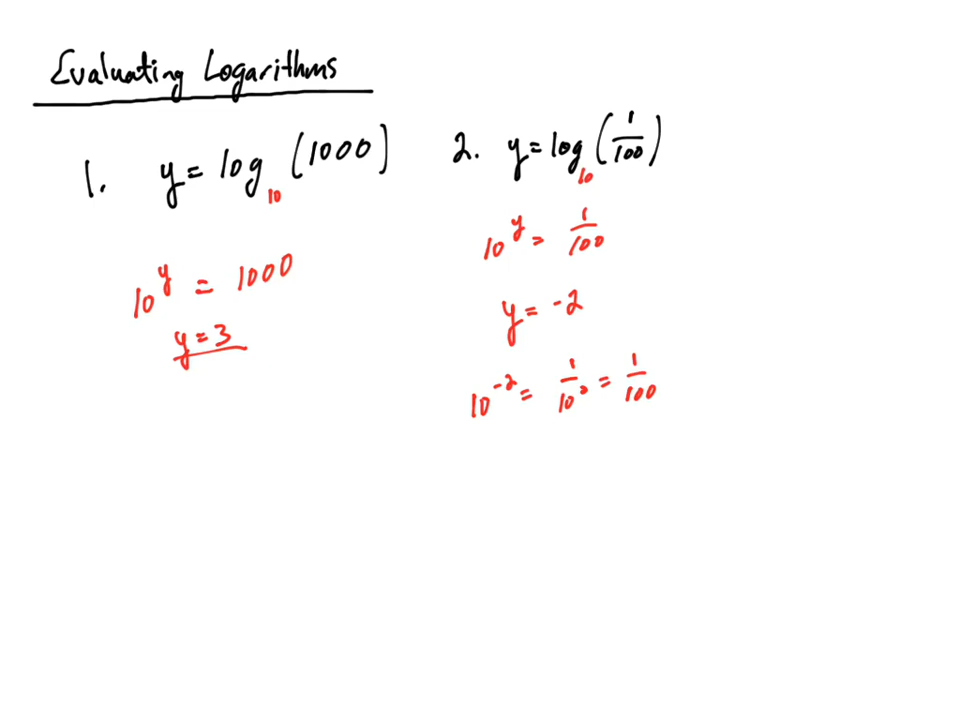 Evaluating Logarithms
1. y = log₁₀ (1000)
10^y = 1000
y = 3
2. y = log₁₀ (1/100)
10^y = 1/100
y = -2
10^-2 = 1/10^2 = 1/100